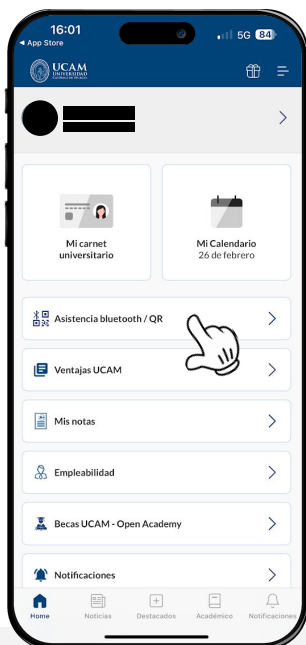 16:01
5G 84
App Store
UCAM
UNIVERSIDAD
Mi carnet
universitario
Mi Calendario
26 de febrero
Asistencia bluetooth / QR
Ventajas UCAM
Mis notas
Empleabilidad
Becas UCAM - Open Academy
Notificaciones
Home
Noticias
Destacados
Académico
Notificaciones